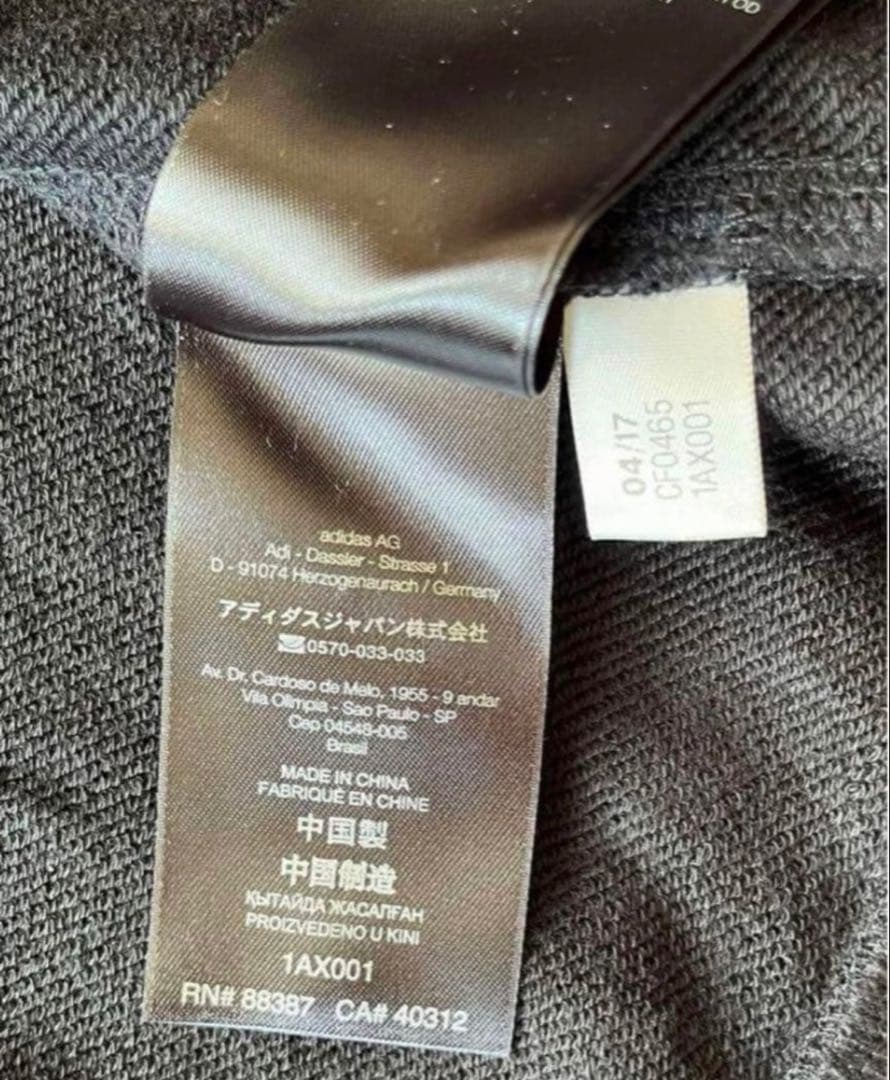 adidas AG
Adi - Dassler - Strasse 1
D - 91074 Herzogenaurach / Germany
アディダスジャパン株式会社
0570-033-033
Av. Dr. Cardoso de Melo, 1955 - 9 andar
Vila Olimpia - Sao Paulo - SP
Cep 04548-005
Brasil
MADE IN CHINA
FABRIQUÉ EN CHINE
中国製
中国制造
ҚЫТАЙДА ЖАСАЛҒАН
PROIZVEDENO U KINI
1AX001
RN# 88387 CA# 40312
04/17
CF0465
1AX001